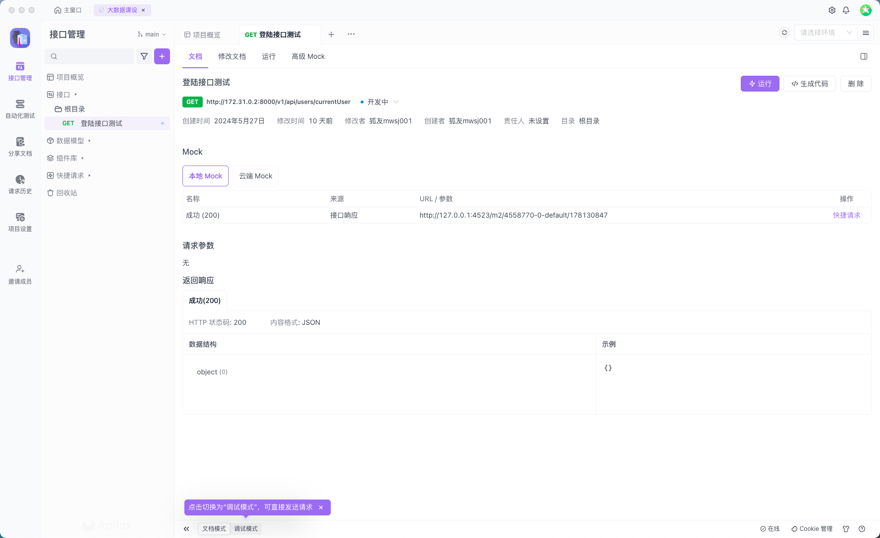 主窗口
大数据课设
接口管理
main
项目概览
GET 登陆接口测试
请选择环境
文档
修改文档
运行
高级 Mock
项目概览
接口
根目录
GET 登陆接口测试
数据模型
组件库
快捷请求
回收站
接口管理
自动化测试
分享文档
请求历史
项目设置
邀请成员
登陆接口测试
运行
生成代码
删 除
GET http://172.31.0.2:8000/v1/api/users/currentUser
开发中
创建时间 2024年5月27日 修改时间 10 天前 修改者 狐友mwsj001 创建者 狐友mwsj001 责任人 未设置 目录 根目录
Mock
本地 Mock
云端 Mock
名称 来源 URL / 参数 操作
成功 (200) 接口响应 http://127.0.0.1:4523/m2/4558770-0-default/178130847 快捷请求
请求参数
无
返回响应
成功(200)
HTTP 状态码: 200 内容格式: JSON
数据结构 示例
object (0) {}
点击切换为“调试模式”，可直接发送请求
Apifox
文档模式
调试模式
在线
Cookie 管理